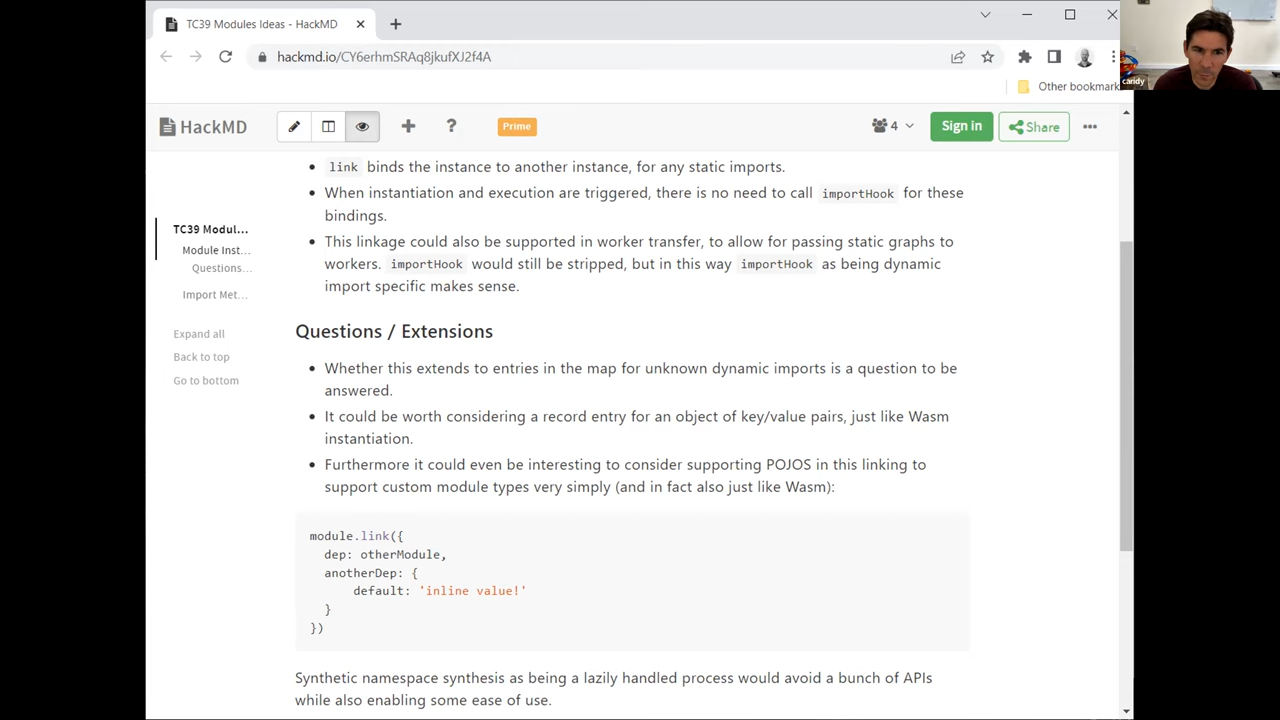 TC39 Modules Ideas - HackMD
hackmd.io/CY6erhmSRAq8jkufXJ2f4A
Other bookmark
caridy
HackMD
Prime
4
Sign in
Share
TC39 Modul...
Module Inst...
Questions...
Import Met...
Expand all
Back to top
Go to bottom
link binds the instance to another instance, for any static imports.
When instantiation and execution are triggered, there is no need to call importHook for these
bindings.
This linkage could also be supported in worker transfer, to allow for passing static graphs to
workers. importHook would still be stripped, but in this way importHook as being dynamic
import specific makes sense.
Questions / Extensions
Whether this extends to entries in the map for unknown dynamic imports is a question to be
answered.
It could be worth considering a record entry for an object of key/value pairs, just like Wasm
instantiation.
Furthermore it could even be interesting to consider supporting POJOS in this linking to
support custom module types very simply (and in fact also just like Wasm):
module.link({
dep: otherModule,
anotherDep: {
default: 'inline value!'
}
})
Synthetic namespace synthesis as being a lazily handled process would avoid a bunch of APIs
while also enabling some ease of use.